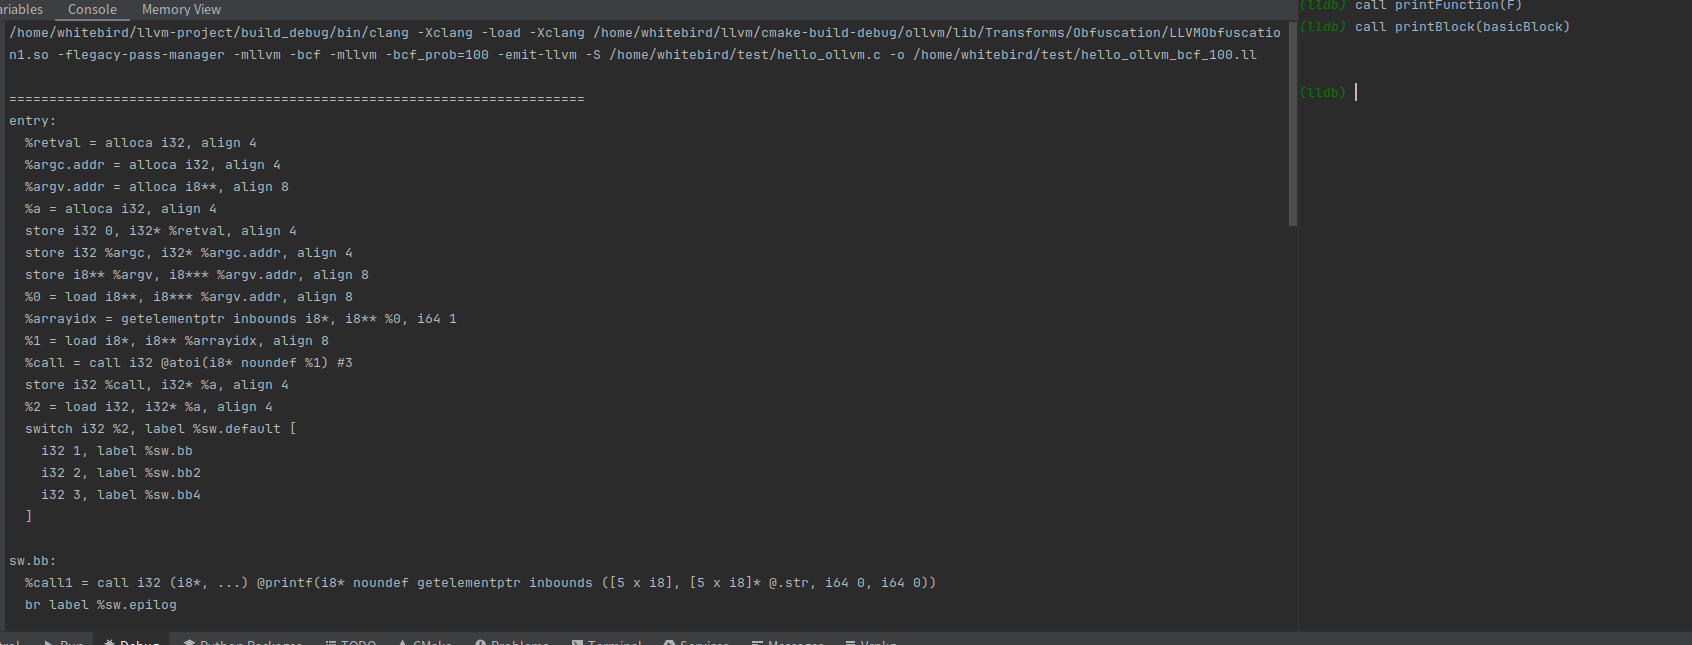 ariables Console Memory View
/home/whitebird/llvm-project/build_debug/bin/clang -Xclang -load -Xclang /home/whitebird/llvm/cmake-build-debug/ollvm/lib/Transforms/Obfuscation/LLVMObfuscatio
n1.so -flegacy-pass-manager -mllvm -bcf -mllvm -bcf_prob=100 -emit-llvm -S /home/whitebird/test/hello_ollvm.c -o /home/whitebird/test/hello_ollvm_bcf_100.ll
========================================================================
entry:
  %retval = alloca i32, align 4
  %argc.addr = alloca i32, align 4
  %argv.addr = alloca i8**, align 8
  %a = alloca i32, align 4
  store i32 0, i32* %retval, align 4
  store i32 %argc, i32* %argc.addr, align 4
  store i8** %argv, i8*** %argv.addr, align 8
  %0 = load i8**, i8*** %argv.addr, align 8
  %arrayidx = getelementptr inbounds i8*, i8** %0, i64 1
  %1 = load i8*, i8** %arrayidx, align 8
  %call = call i32 @atoi(i8* noundef %1) #3
  store i32 %call, i32* %a, align 4
  %2 = load i32, i32* %a, align 4
  switch i32 %2, label %sw.default [
    i32 1, label %sw.bb
    i32 2, label %sw.bb2
    i32 3, label %sw.bb4
  ]
sw.bb:
  %call1 = call i32 (i8*, ...) @printf(i8* noundef getelementptr inbounds ([5 x i8], [5 x i8]* @.str, i64 0, i64 0))
  br label %sw.epilog
(lldb) call printFunction(F)
(lldb) call printBlock(basicBlock)
(lldb)
Run Debug Python Packages TODO CMake Problems Terminal Services Messages